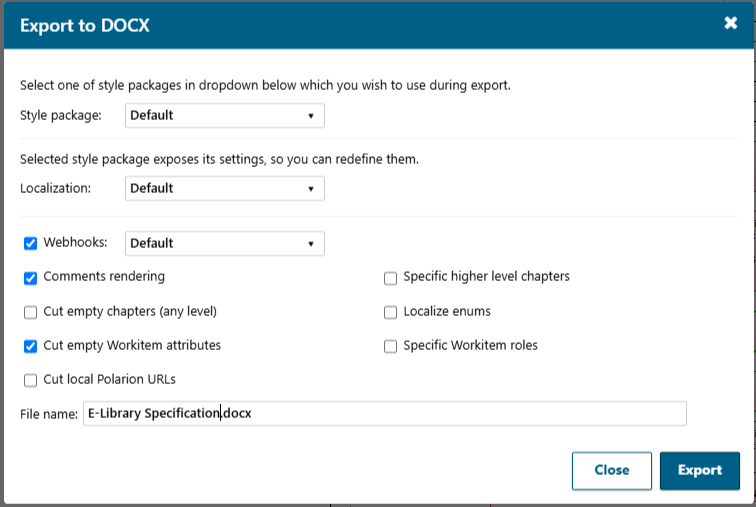 Export to DOCX
Select one of style packages in dropdown below which you wish to use during export.
Style package: Default
Selected style package exposes its settings, so you can redefine them.
Localization: Default
Webhooks: Default
Comments rendering Specific higher level chapters
Cut empty chapters (any level) Localize enums
Cut empty Workitem attributes Specific Workitem roles
Cut local Polarion URLs
File name: E-Library Specification.docx
Close Export